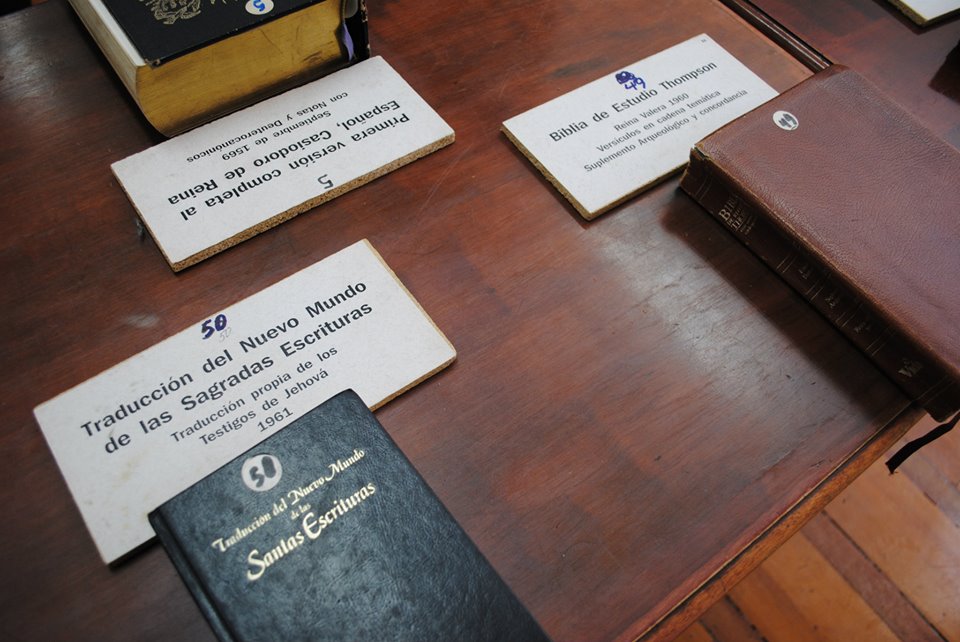 5
Primera versión completa al
Español, Casiodoro de Reina
Septiembre de 1569
con Notas y Deuterocanónicos
5
49
Biblia de Estudio Thompson
Reina Valera 1960
Versículos en cadena temática
Suplemento Arqueológico y concordancia
49
50
50
Traducción del Nuevo Mundo
de las Sagradas Escrituras
Traducción propia de los
Testigos de Jehová
1961
50
Traducción del Nuevo Mundo
de las
Santas Escrituras